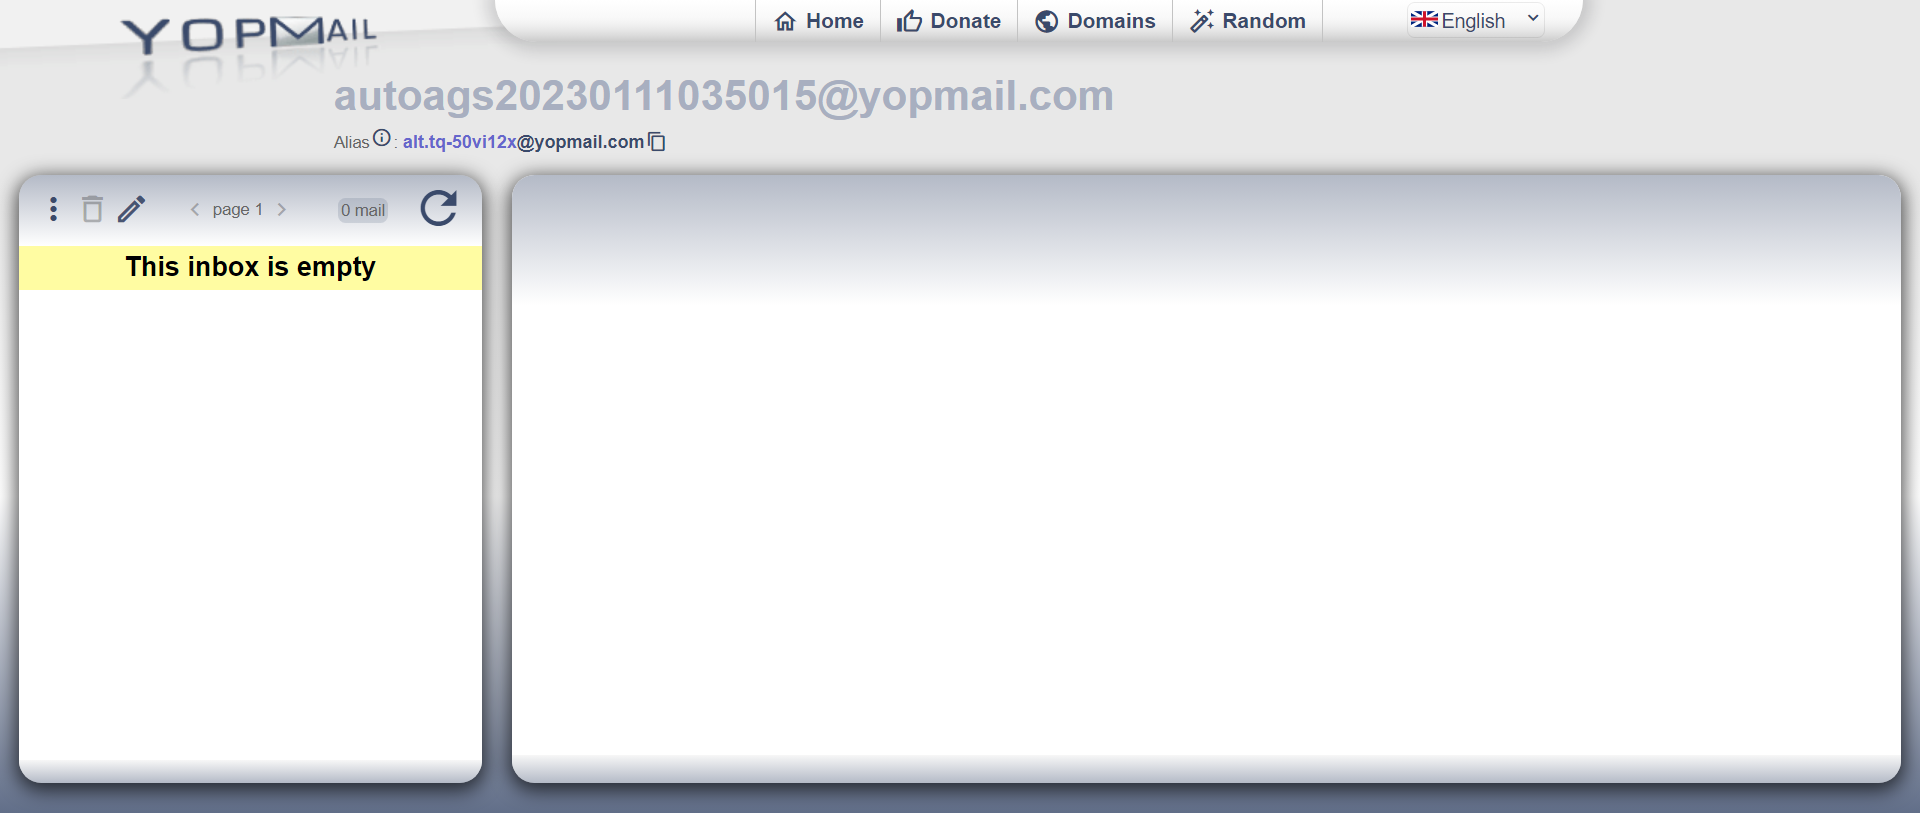 YOPMAIL
Home Donate Domains Random English
autoags20230111035015@yopmail.com
Alias : alt.tq-50vi12x@yopmail.com
page 1 0 mail
This inbox is empty